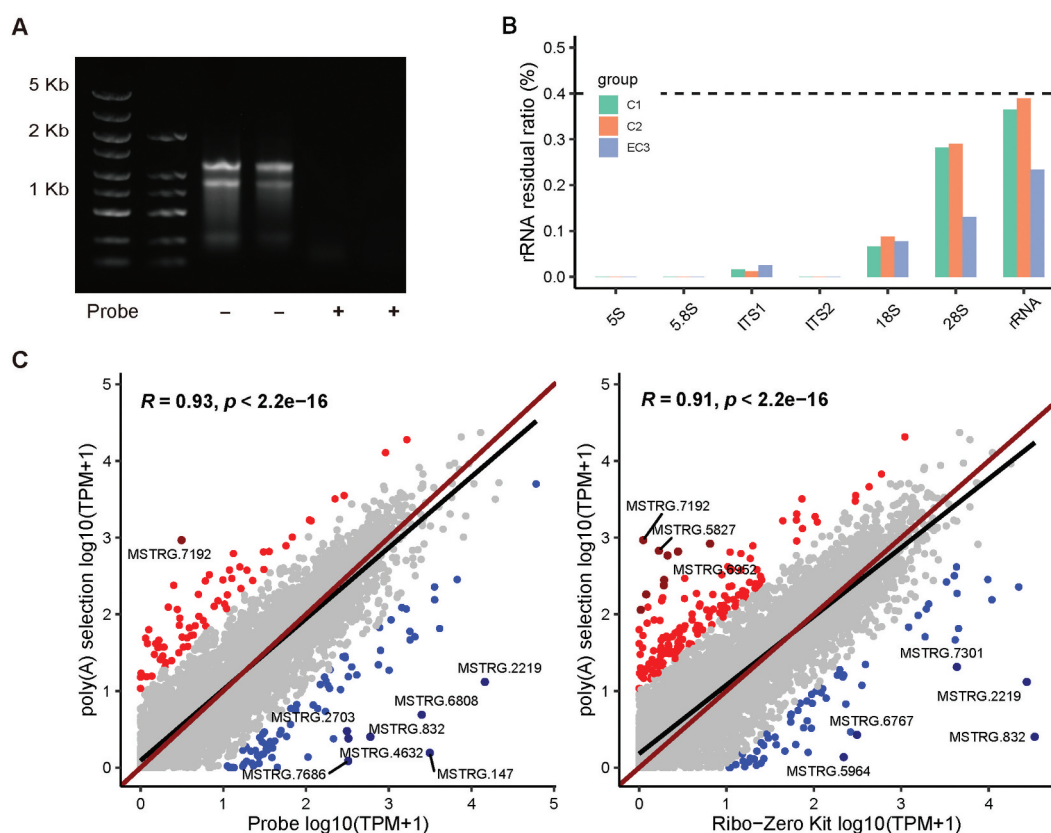 A
5 Kb
2 Kb
1 Kb
Probe - - + +
B
rRNA residual ratio (%)
0.5
0.4
0.3
0.2
0.1
0.0
group
C1
C2
EC3
5S 5.8S ITS1 ITS2 18S 28S rRNA
C
poly(A) selection log10(TPM+1)
5
4
3
2
1
0
R = 0.93, p < 2.2e−16
MSTRG.7192
MSTRG.2219
MSTRG.6808
MSTRG.2703
MSTRG.832
MSTRG.4632
MSTRG.7686
MSTRG.147
0 1 2 3 4 5
Probe log10(TPM+1)
poly(A) selection log10(TPM+1)
5
4
3
2
1
0
R = 0.91, p < 2.2e−16
MSTRG.7192
MSTRG.5827
MSTRG.6952
MSTRG.7301
MSTRG.2219
MSTRG.6767
MSTRG.832
MSTRG.5964
0 1 2 3 4
Ribo−Zero Kit log10(TPM+1)